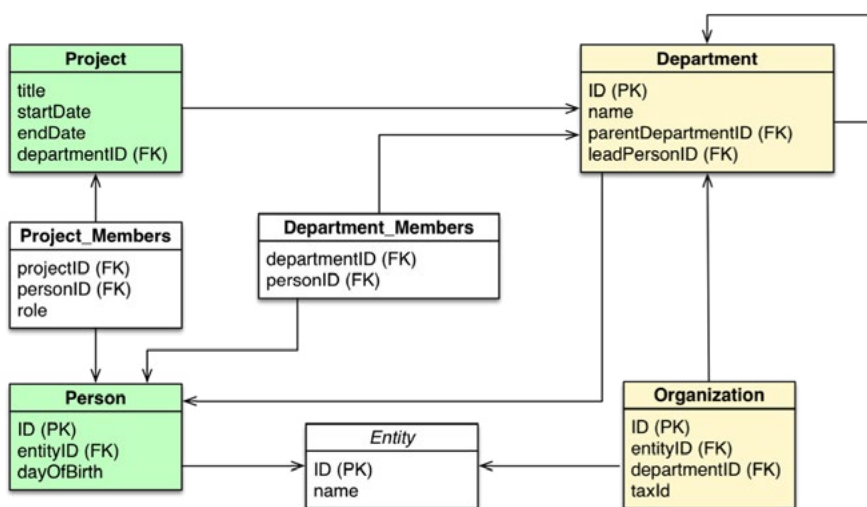 Project
title
startDate
endDate
departmentID (FK)
Department
ID (PK)
name
parentDepartmentID (FK)
leadPersonID (FK)
Project_Members
projectID (FK)
personID (FK)
role
Department_Members
departmentID (FK)
personID (FK)
Person
ID (PK)
entityID (FK)
dayOfBirth
Entity
ID (PK)
name
Organization
ID (PK)
entityID (FK)
departmentID (FK)
taxId